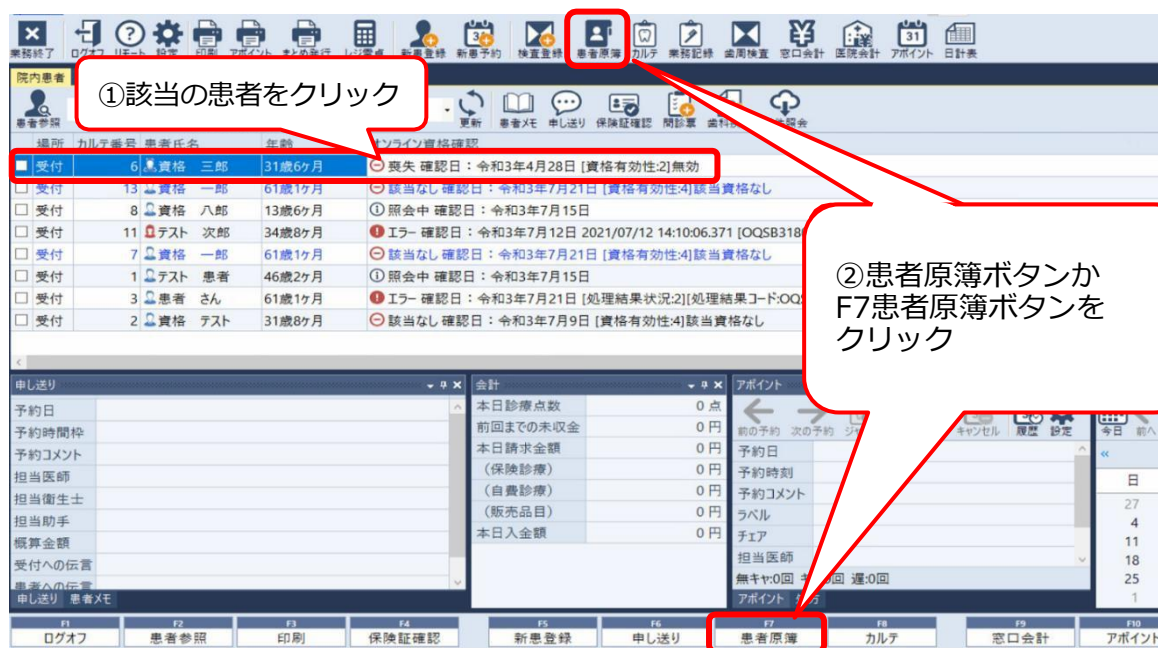 業務終了 ログオフ リモート 設定 印刷 アポイント まとめ発行 レジ電卓 新患登録 新患予約 検査登録 患者原簿 カルテ 業務記録 歯周検査 窓口会計 医院会計 アポイント 日計表
院内患者
①該当の患者をクリック
患者参照 更新 患者メモ 申し送り 保険証確認 問診票
場所 カルテ番号 患者氏名 年齢 オンライン資格確認
受付 6 資格 三郎 31歳6ヶ月 喪失 確認日:令和3年4月28日 [資格有効性:2]無効
受付 13 資格 一郎 61歳1ヶ月 該当なし 確認日:令和3年7月21日 [資格有効性:4]該当資格なし
受付 8 資格 八郎 13歳6ヶ月 照会中 確認日:令和3年7月15日
受付 11 テスト 次郎 34歳8ヶ月 エラー 確認日:令和3年7月12日 2021/07/12 14:10:06.371 [OQSB318
受付 7 資格 一郎 61歳1ヶ月 該当なし 確認日:令和3年7月21日 [資格有効性:4]該当資格なし
受付 1 テスト 患者 46歳2ヶ月 照会中 確認日:令和3年7月15日
受付 3 患者 さん 61歳1ヶ月 エラー 確認日:令和3年7月21日 [処理結果状況:2][処理結果コード:OQ
受付 2 資格 テスト 31歳8ヶ月 該当なし 確認日:令和3年7月9日 [資格有効性:4]該当資格なし
②患者原簿ボタンか
F7患者原簿ボタンを
クリック
申し送り
予約日
予約時間枠
予約コメント
担当医師
担当衛生士
担当助手
概算金額
受付への伝言
患者への伝言
申し送り 患者メモ
会計
本日診療点数 0 点
前回までの未収金 0 円
本日請求金額 0 円
(保険診療) 0 円
(自費診療) 0 円
(販売品目) 0 円
本日入金額 0 円
アポイント
前の予約 次の予約 キャンセル 履歴 設定
予約日
予約時刻
予約コメント
ラベル
チェア
担当医師
無キャ:0回 遅:0回
アポイント
今日 前へ
日
27
4
11
18
25
1
F1 F2 F3 F4 F5 F6 F7 F8 F9 F10
ログオフ 患者参照 印刷 保険証確認 新患登録 申し送り 患者原簿 カルテ 窓口会計 アポイント